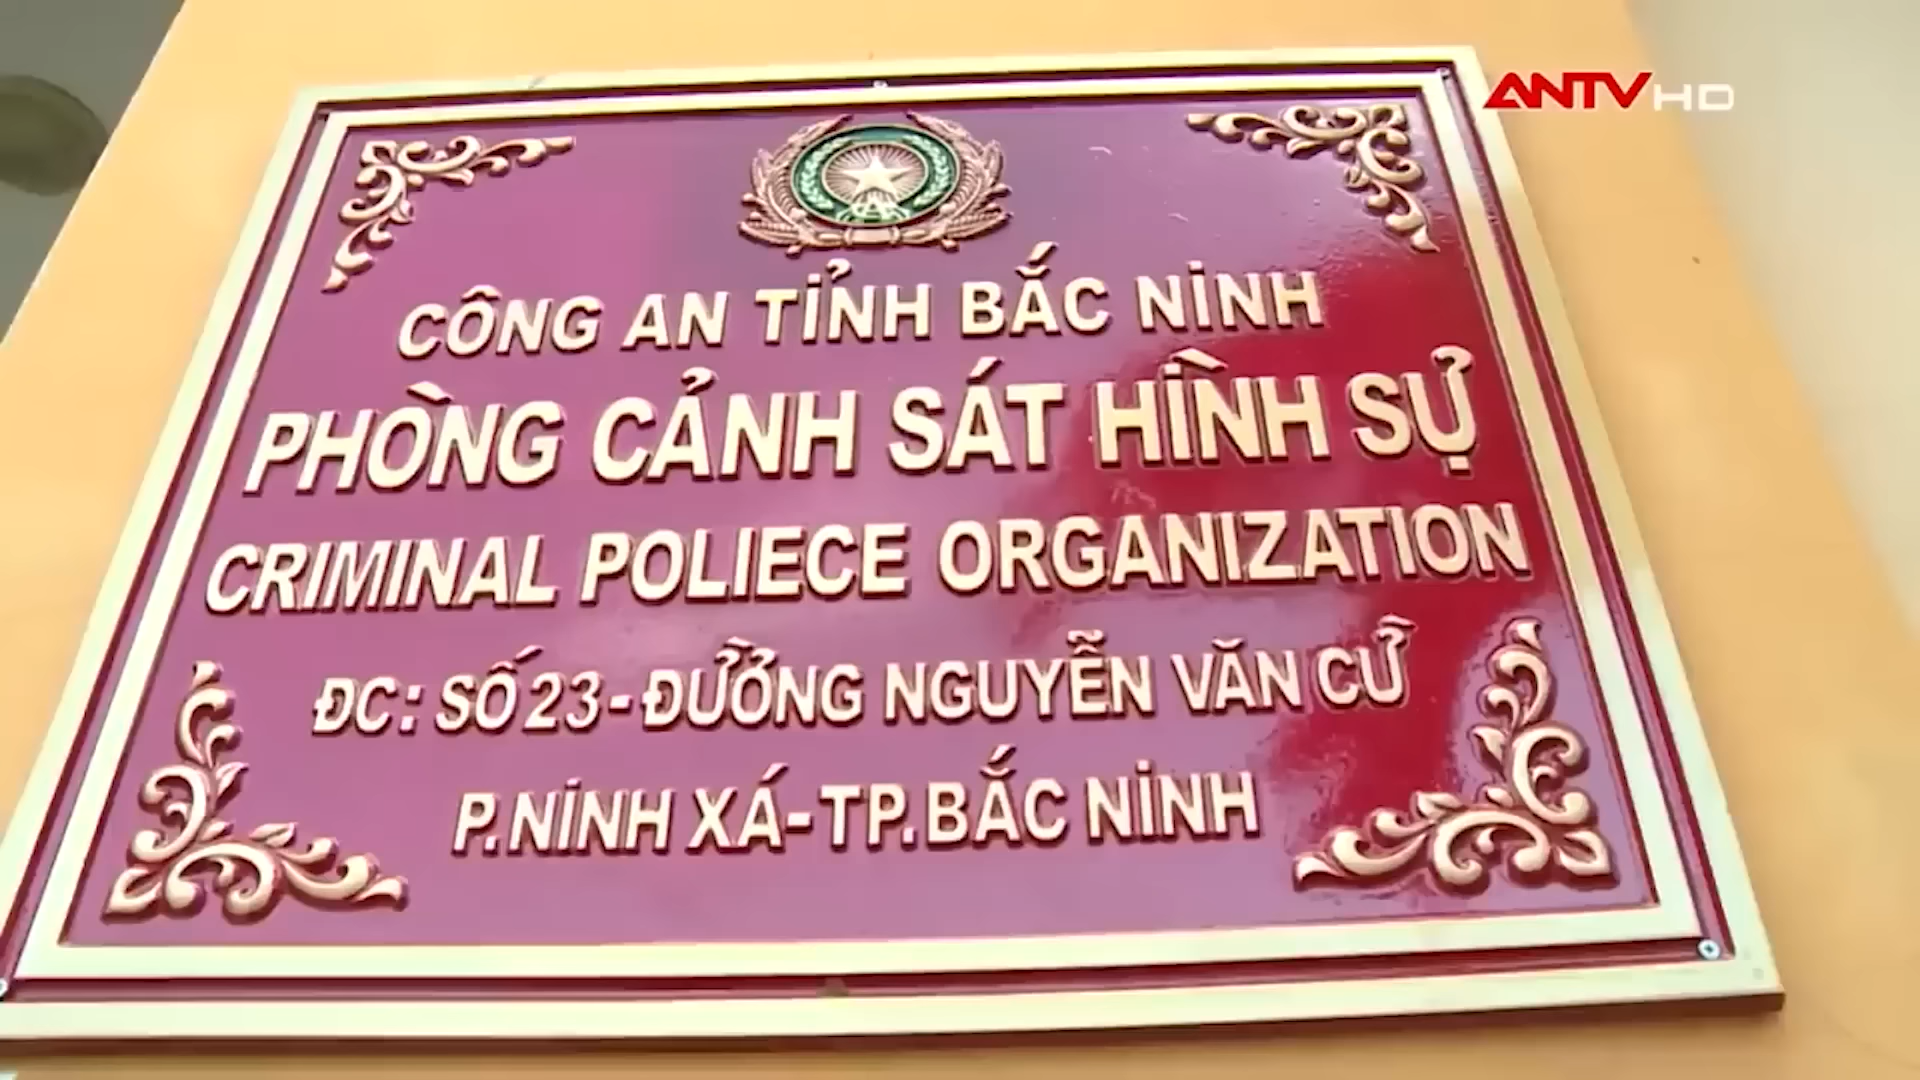 ANTV HD
CÔNG AN TỈNH BẮC NINH
PHÒNG CẢNH SÁT HÌNH SỰ
CRIMINAL POLIECE ORGANIZATION
ĐC: SỐ 23 - ĐƯỜNG NGUYỄN VĂN CỪ
P.NINH XÁ-TP.BẮC NINH